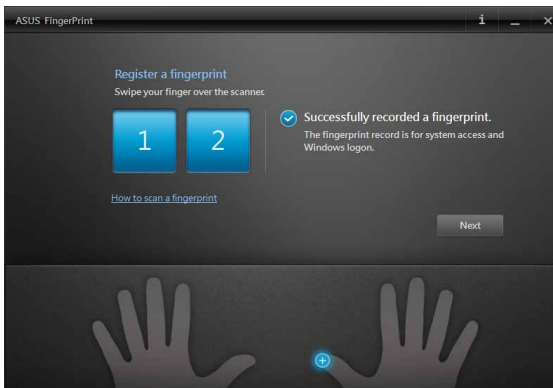 ASUS FingerPrint
i
Register a fingerprint
Swipe your finger over the scanner.
1 2
Successfully recorded a fingerprint.
The fingerprint record is for system access and
Windows logon.
How to scan a fingerprint
Next